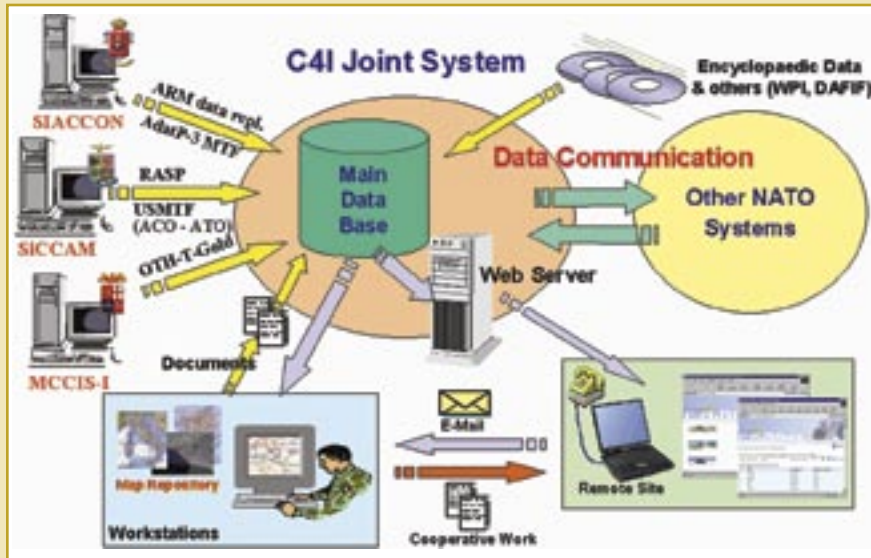 C4I Joint System
SIACCON
ARM data repl.
AdatP-3 MTF
Encyclopaedic Data
& others (WPI, DAFIF)
SICCAM
RASP
USMTF
(ACO - ATO)
Main
Data
Base
Data Communication
Other NATO
Systems
OTH-T-Gold
MCCIS-I
Web Server
Documents
E-Mail
Map Repository
Workstations
Cooperative Work
Remote Site